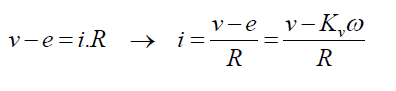 v − e = i.R → i = (v − e)/R = (v − K_v ω)/R